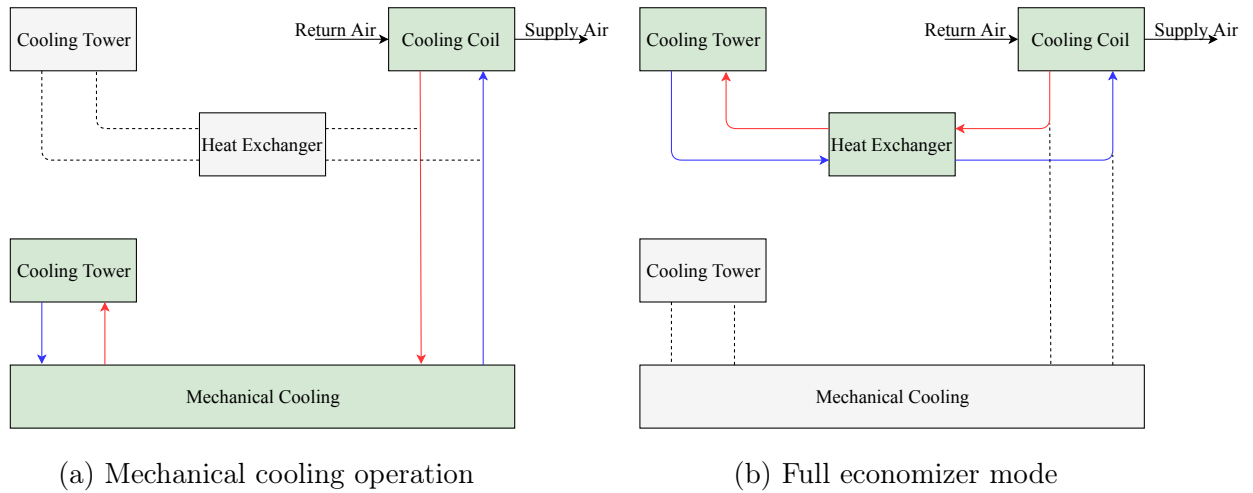 Cooling Tower
Return Air
Cooling Coil
Supply Air
Heat Exchanger
Cooling Tower
Mechanical Cooling
(a) Mechanical cooling operation
Cooling Tower
Return Air
Cooling Coil
Supply Air
Heat Exchanger
Cooling Tower
Mechanical Cooling
(b) Full economizer mode